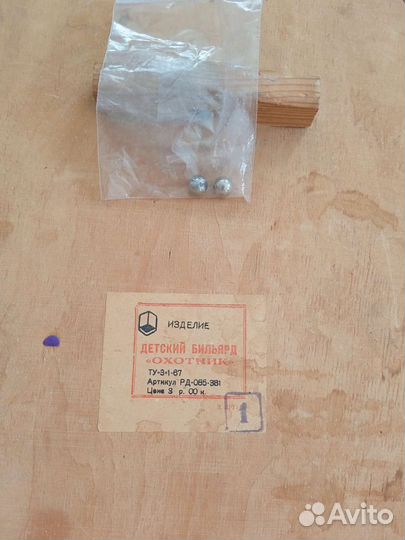 ИЗДЕЛИЕ
ДЕТСКИЙ БИЛЬЯРД
«ОХОТНИК»
ТУ-3-1-67
Артикул РД-085-381
Цена 3 р. 00 к.
1
Avito